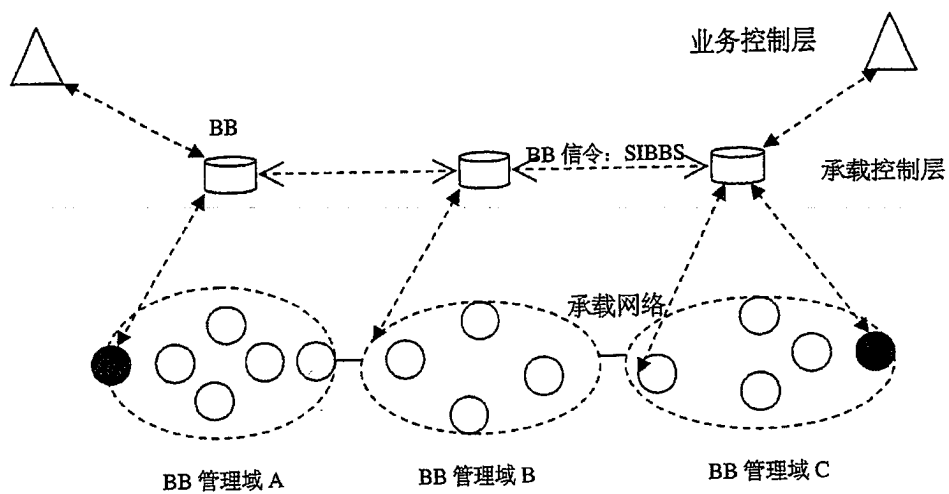 业务控制层
BB
BB 信令：SIBBS
承载控制层
承载网络
BB 管理域 A
BB 管理域 B
BB 管理域 C